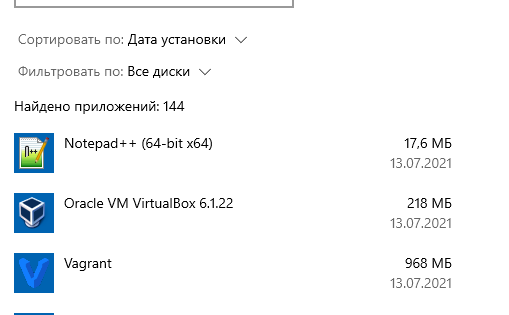 Сортировать по: Дата установки
Фильтровать по: Все диски
Найдено приложений: 144
Notepad++ (64-bit x64) 17,6 МБ
13.07.2021
Oracle VM VirtualBox 6.1.22 218 МБ
13.07.2021
Vagrant 968 МБ
13.07.2021